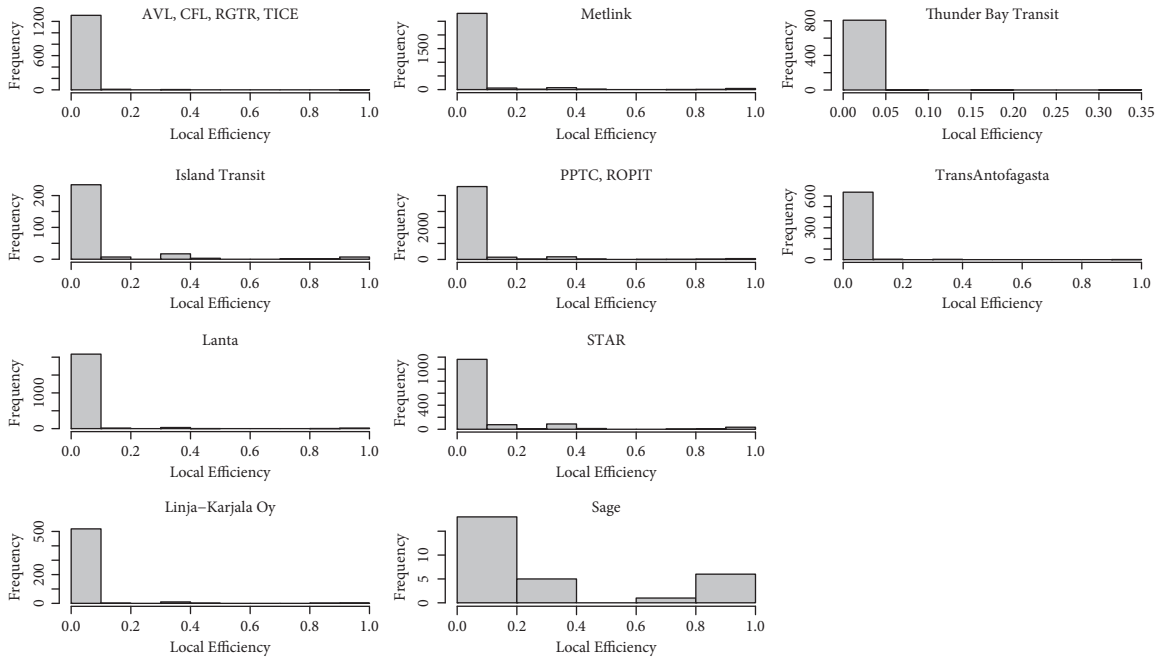 AVL, CFL, RGTR, TICE
Frequency
1200
600
0
0.0 0.2 0.4 0.6 0.8 1.0
Local Efficiency
Metlink
Frequency
1500
0
0.0 0.2 0.4 0.6 0.8 1.0
Local Efficiency
Thunder Bay Transit
Frequency
800
400
0
0.00 0.05 0.10 0.15 0.20 0.25 0.30 0.35
Local Efficiency
Island Transit
Frequency
200
100
0
0.0 0.2 0.4 0.6 0.8 1.0
Local Efficiency
PPTC, ROPIT
Frequency
2000
0
0.0 0.2 0.4 0.6 0.8 1.0
Local Efficiency
TransAntofagasta
Frequency
600
300
0
0.0 0.2 0.4 0.6 0.8 1.0
Local Efficiency
Lanta
Frequency
1000
0
0.0 0.2 0.4 0.6 0.8 1.0
Local Efficiency
STAR
Frequency
1000
400
0
0.0 0.2 0.4 0.6 0.8 1.0
Local Efficiency
Linja−Karjala Oy
Frequency
500
200
0
0.0 0.2 0.4 0.6 0.8 1.0
Local Efficiency
Sage
Frequency
10
5
0
0.0 0.2 0.4 0.6 0.8 1.0
Local Efficiency